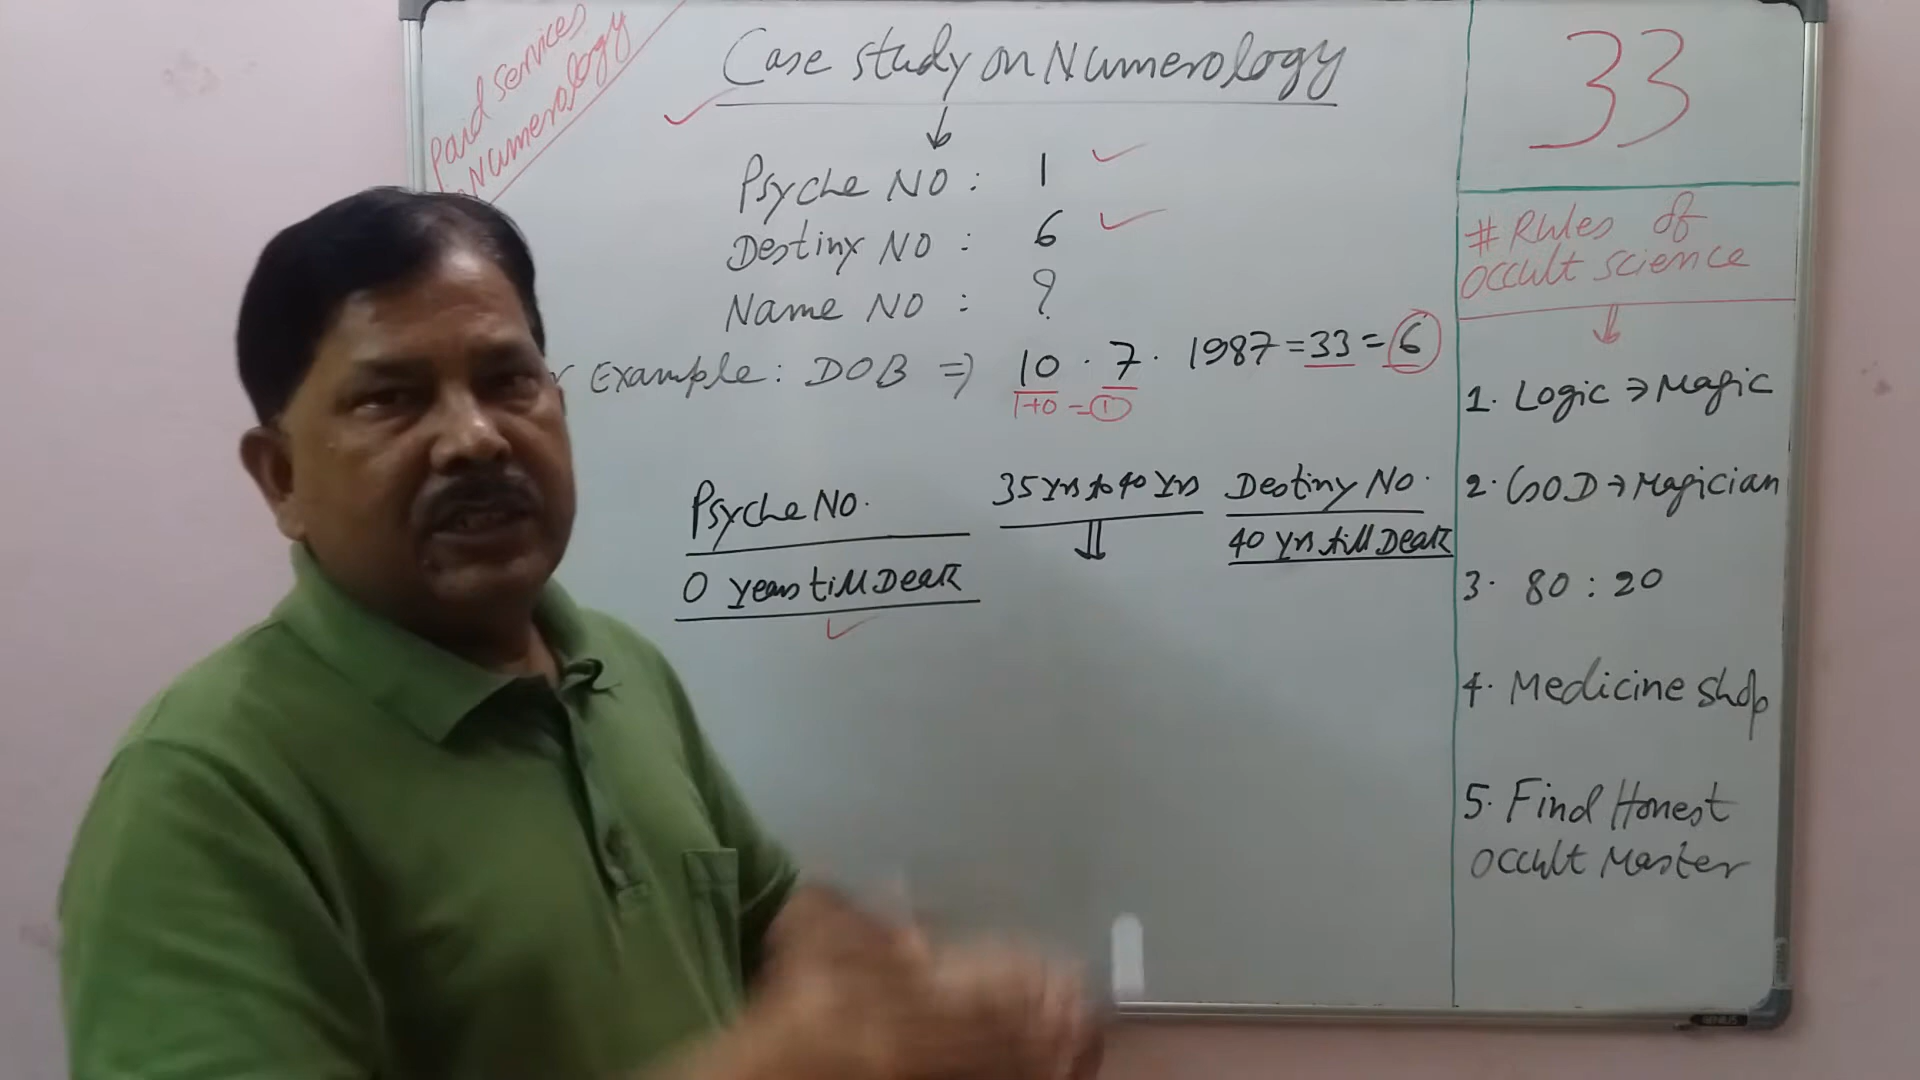 Paid services
Numerology
Case study on Numerology
Psyche NO : 1
Destiny NO : 6
Name NO : ?
Example: DOB => 10 . 7 . 1987 = 33 = 6
1+0 = 1
Psyche NO.
0 years till Death
35 yrs to 40 yrs
Destiny NO.
40 yrs till Death
33
# Rules of
occult science
1. Logic → Magic
2. GOD → Magician
3. 80 : 20
4. Medicine shop
5. Find Honest
occult Master
GENIUS